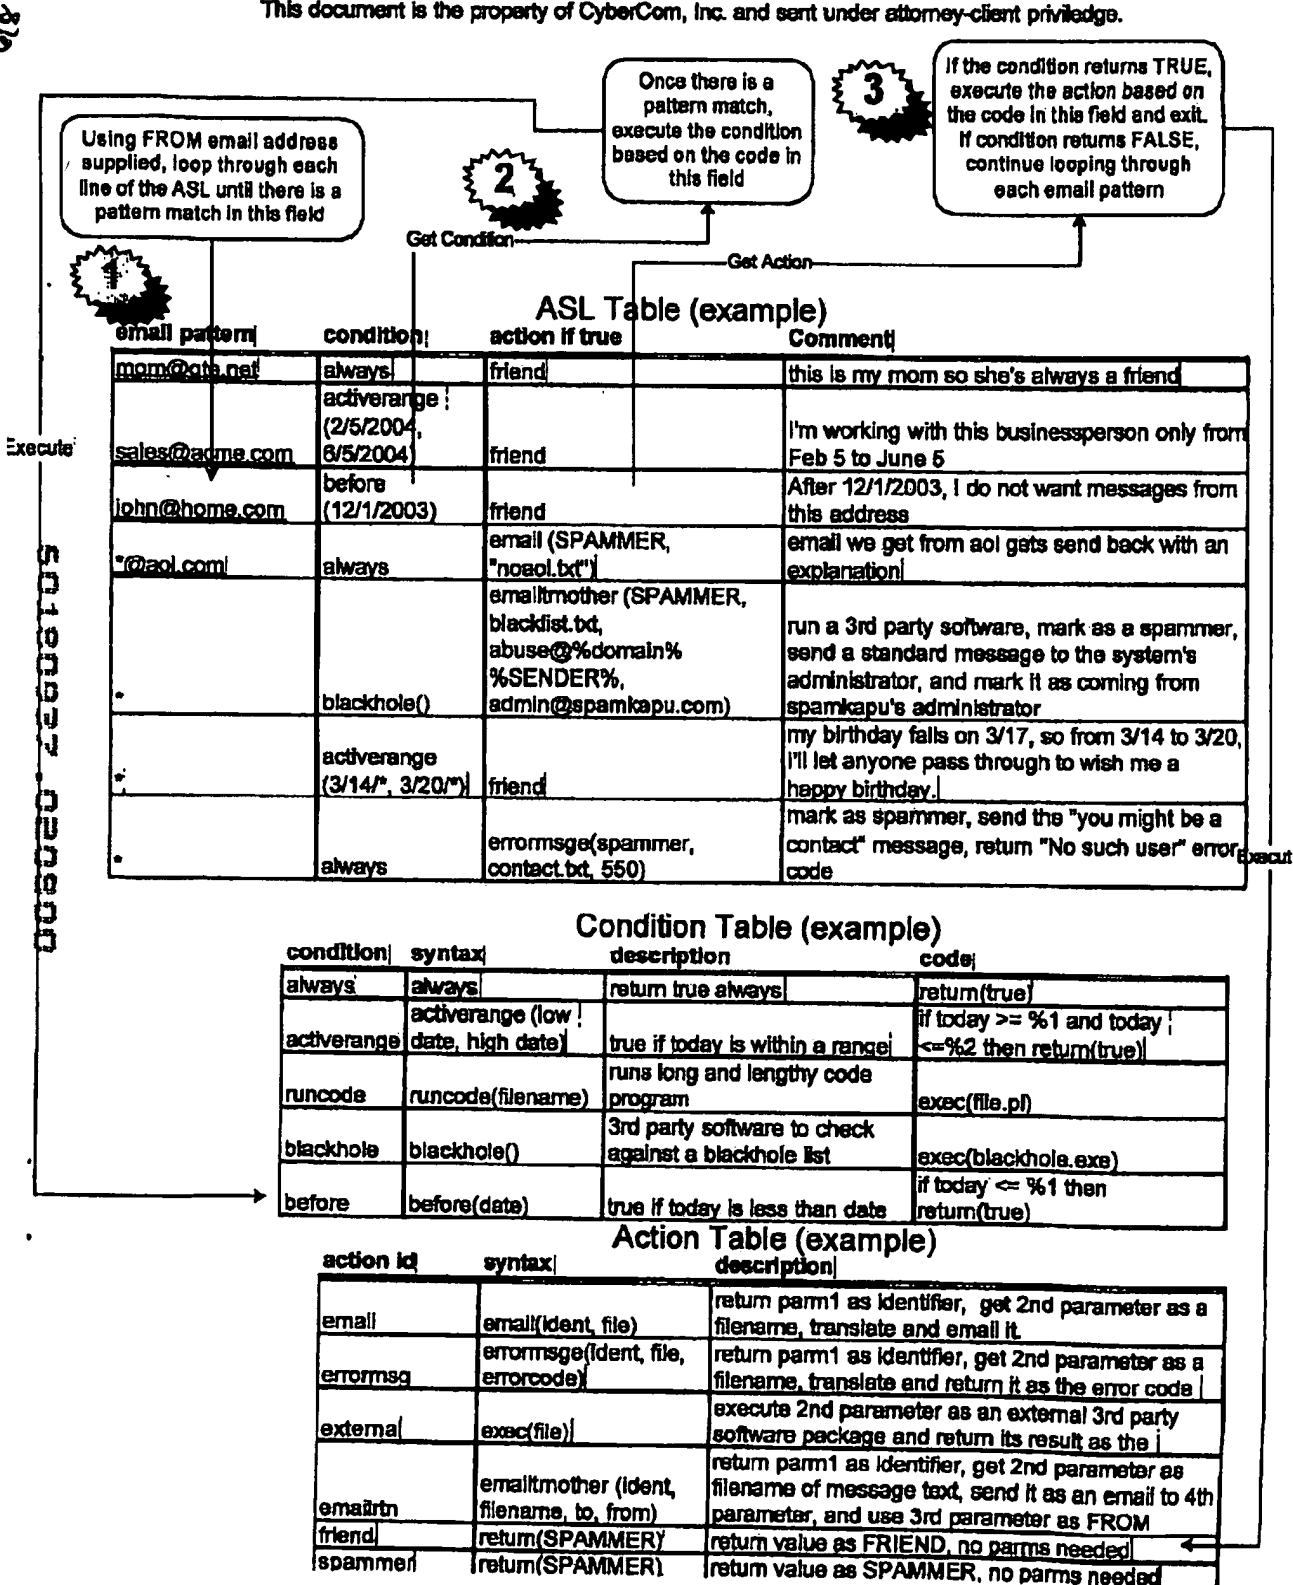 This document is the property of CyberCom, Inc. and sent under attorney-client priviledge.
Using FROM email address
supplied, loop through each
line of the ASL until there is a
pattern match in this field
1
2
Once there is a
pattern match,
execute the condition
based on the code in
this field
3
If the condition returns TRUE,
execute the action based on
the code in this field and exit.
If condition returns FALSE,
continue looping through
each email pattern
Get Condition
Get Action
Execute
ASL Table (example)
email pattern condition action if true Comment
mom@gte.net always friend this is my mom so she's always a friend
sales@acme.com
activerange
(2/5/2004,
6/5/2004)
friend
I'm working with this businessperson only from
Feb 5 to June 5
john@home.com
before
(12/1/2003)
friend
After 12/1/2003, I do not want messages from
this address
*@aol.com
always
email (SPAMMER,
"noaol.txt")
email we get from aol gets send back with an
explanation
*
blackhole()
emailtmother (SPAMMER,
blacklist.txt,
abuse@%domain%
%SENDER%,
admin@spamkapu.com)
run a 3rd party software, mark as a spammer,
send a standard message to the system's
administrator, and mark it as coming from
spamkapu's administrator
*
activerange
(3/14/*, 3/20/*)
friend
my birthday falls on 3/17, so from 3/14 to 3/20,
I'll let anyone pass through to wish me a
happy birthday.
*
always
errormsge(spammer,
contact.txt, 550)
mark as spammer, send the "you might be a
contact" message, return "No such user" error
code
Execut
Condition Table (example)
condition syntax description code
always always return true always return(true)
activerange
activerange (low
date, high date)
true if today is within a range
if today >= %1 and today
<=%2 then return(true)
runcode
runcode(filename)
runs long and lengthy code
program
exec(file.pl)
blackhole
blackhole()
3rd party software to check
against a blackhole list
exec(blackhole.exe)
before
before(date)
true if today is less than date
if today <= %1 then
return(true)
Action Table (example)
action id syntax description
email
email(ident, file)
return parm1 as identifier, get 2nd parameter as a
filename, translate and email it.
errormsg
errormsge(ident, file,
errorcode)
return parm1 as identifier, get 2nd parameter as a
filename, translate and return it as the error code
external
exec(file)
execute 2nd parameter as an external 3rd party
software package and return its result as the
emailrtn
emailtmother (ident,
filename, to, from)
return parm1 as identifier, get 2nd parameter as
filename of message text, send it as an email to 4th
parameter, and use 3rd parameter as FROM
friend return(SPAMMER) return value as FRIEND, no parms needed
spammer return(SPAMMER) return value as SPAMMER, no parms needed